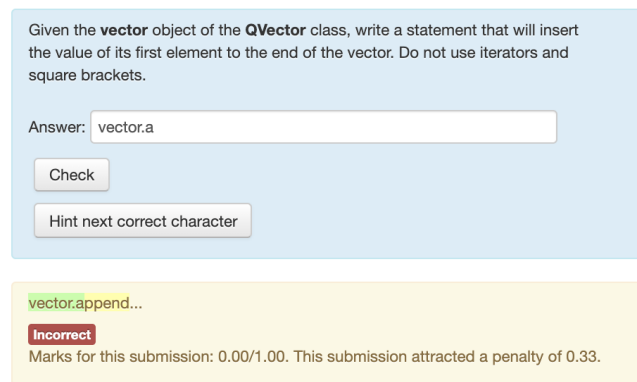 Given the vector object of the QVector class, write a statement that will insert
the value of its first element to the end of the vector. Do not use iterators and
square brackets.
Answer: vector.a
Check
Hint next correct character
vector.append...
Incorrect
Marks for this submission: 0.00/1.00. This submission attracted a penalty of 0.33.